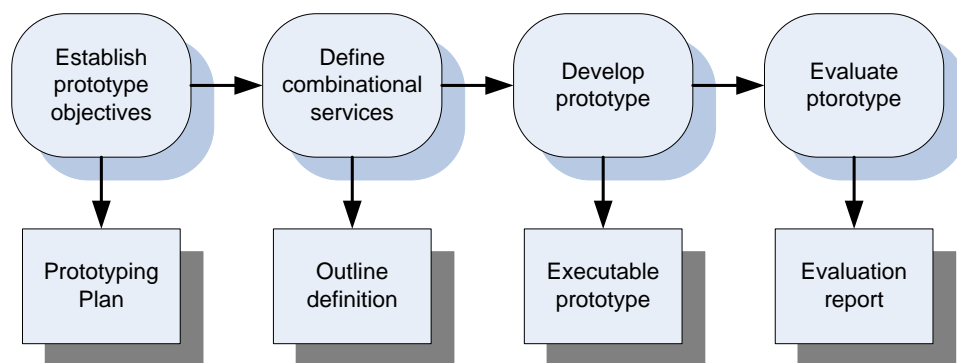 Establish
prototype
objectives
Define
combinational
services
Develop
prototype
Evaluate
ptorotype
Prototyping
Plan
Outline
definition
Executable
prototype
Evaluation
report